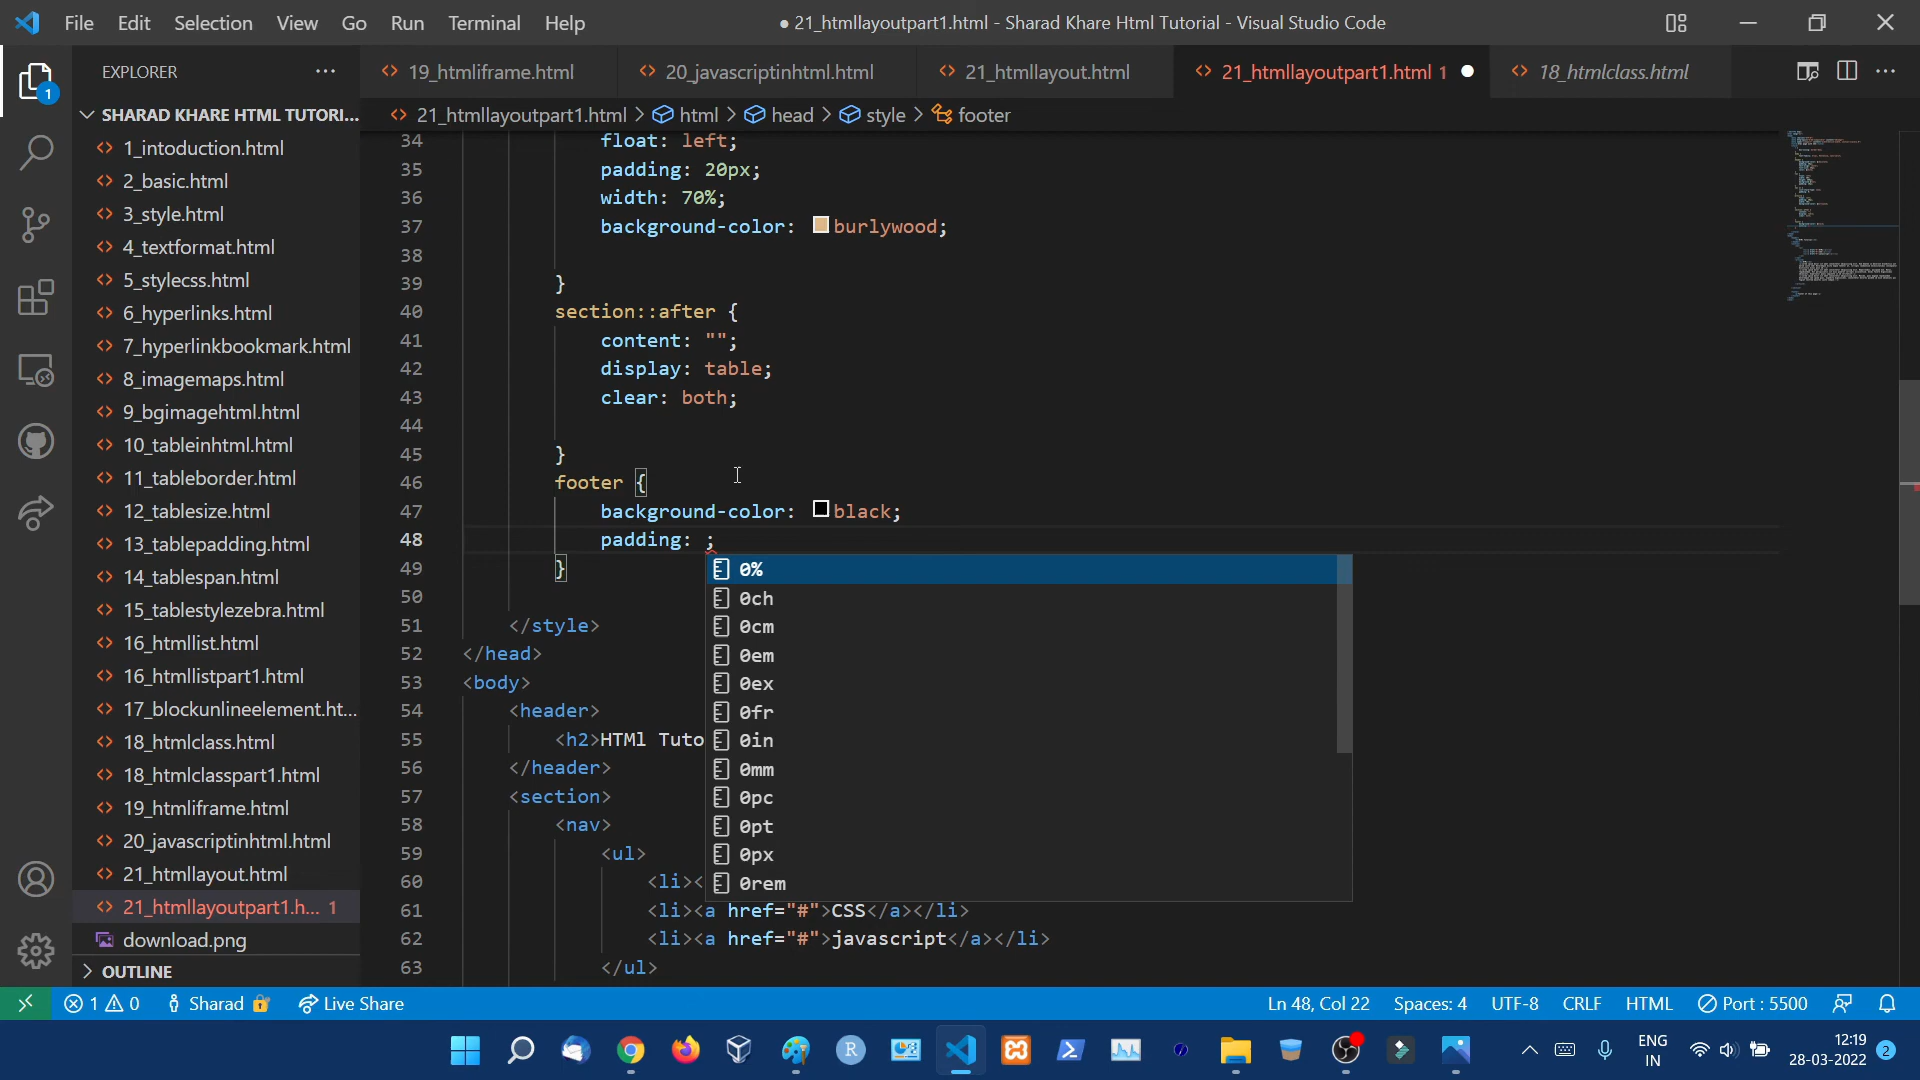 File Edit Selection View Go Run Terminal Help
● 21_htmllayoutpart1.html - Sharad Khare Html Tutorial - Visual Studio Code
EXPLORER
19_htmliframe.html
20_javascriptinhtml.html
21_htmllayout.html
21_htmllayoutpart1.html 1
18_htmlclass.html
21_htmllayoutpart1.html > html > head > style > footer
SHARAD KHARE HTML TUTORI...
1_intoduction.html
2_basic.html
3_style.html
4_textformat.html
5_stylecss.html
6_hyperlinks.html
7_hyperlinkbookmark.html
8_imagemaps.html
9_bgimagehtml.html
10_tableinhtml.html
11_tableborder.html
12_tablesize.html
13_tablepadding.html
14_tablespan.html
15_tablestylezebra.html
16_htmllist.html
16_htmllistpart1.html
17_blockunlineelement.ht...
18_htmlclass.html
18_htmlclasspart1.html
19_htmliframe.html
20_javascriptinhtml.html
21_htmllayout.html
21_htmllayoutpart1.h... 1
download.png
OUTLINE
34 float: left;
35 padding: 20px;
36 width: 70%;
37 background-color: burlywood;
38
39 }
40 section::after {
41 content: "";
42 display: table;
43 clear: both;
44
45 }
46 footer {
47 background-color: black;
48 padding: ;
49 }
50
51 </style>
52 </head>
53 <body>
54 <header>
55 <h2>HTMl Tuto
56 </header>
57 <section>
58 <nav>
59 <ul>
60 <li><
61 <li><a href="#">CSS</a></li>
62 <li><a href="#">javascript</a></li>
63 </ul>
0%
0ch
0cm
0em
0ex
0fr
0in
0mm
0pc
0pt
0px
0rem
1 0 Sharad Live Share
Ln 48, Col 22 Spaces: 4 UTF-8 CRLF HTML Port : 5500
ENG
IN
12:19
28-03-2022
2